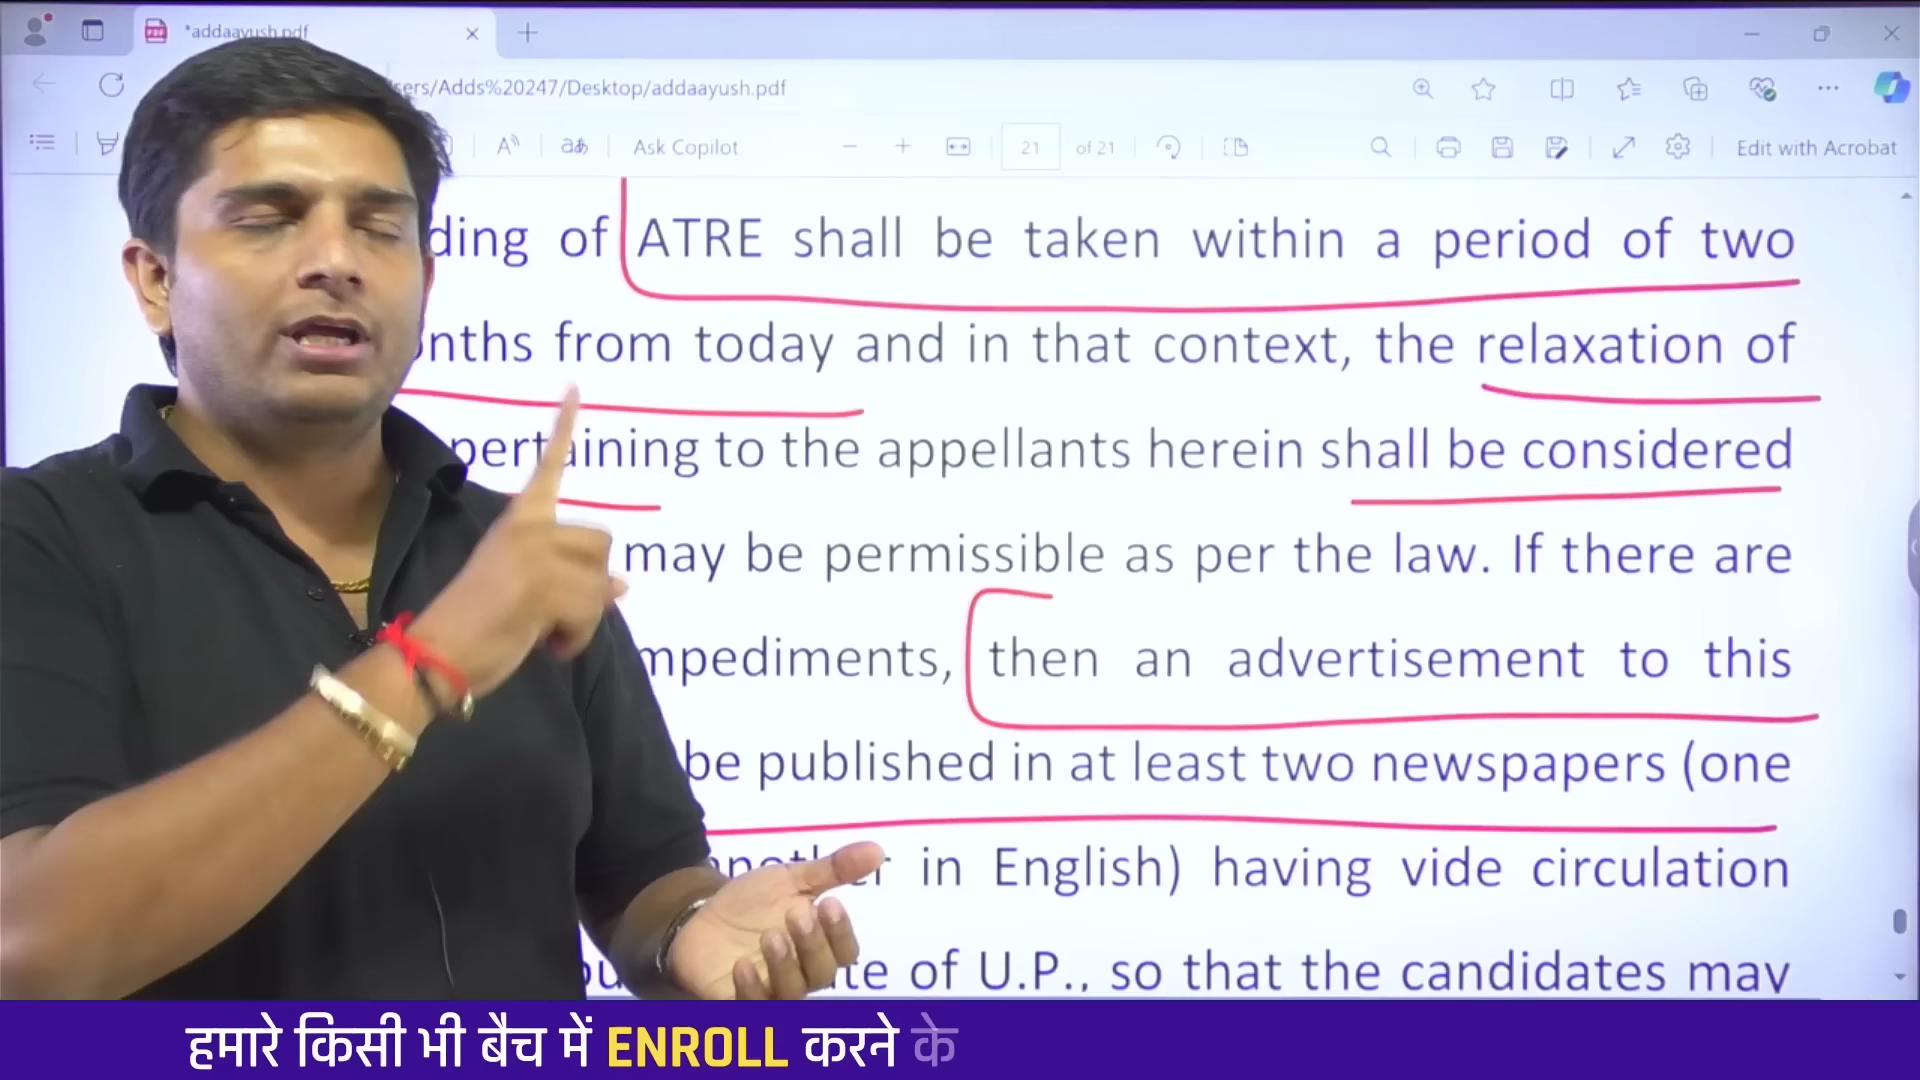 *addaayush.pdf
sers/Adds%20247/Desktop/addaayush.pdf
Ask Copilot
21 of 21
Edit with Acrobat
ding of ATRE shall be taken within a period of two
onths from today and in that context, the relaxation of
pertaining to the appellants herein shall be considered
may be permissible as per the law. If there are
mpediments, then an advertisement to this
be published in at least two newspapers (one
another in English) having vide circulation
te of U.P., so that the candidates may
हमारे किसी भी बैच में ENROLL करने के